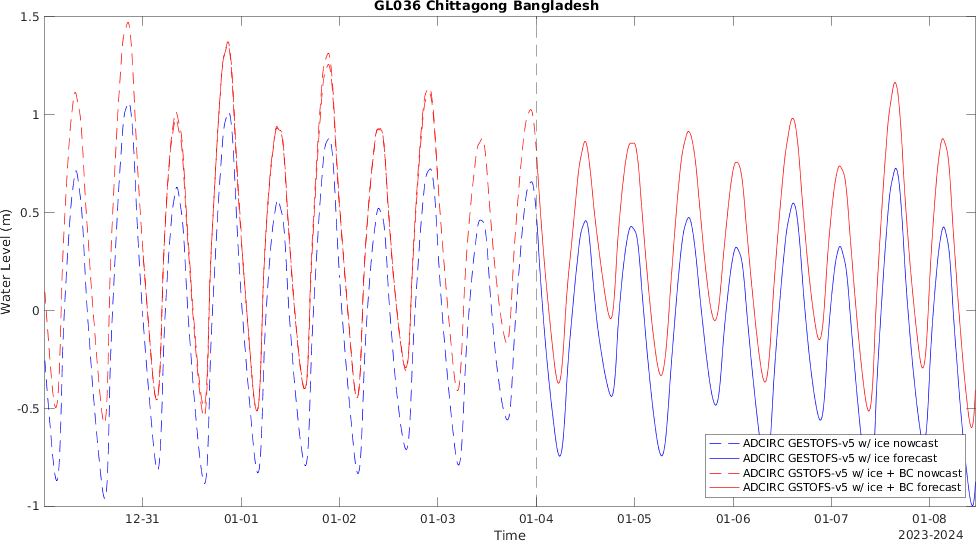 GL036 Chittagong Bangladesh
1.5
1
0.5
0
-0.5
-1
Water Level (m)
12-31
01-01
01-02
01-03
01-04
01-05
01-06
01-07
01-08
Time
2023-2024
ADCIRC GESTOFS-v5 w/ ice nowcast
ADCIRC GESTOFS-v5 w/ ice forecast
ADCIRC GSTOFS-v5 w/ ice + BC nowcast
ADCIRC GSTOFS-v5 w/ ice + BC forecast